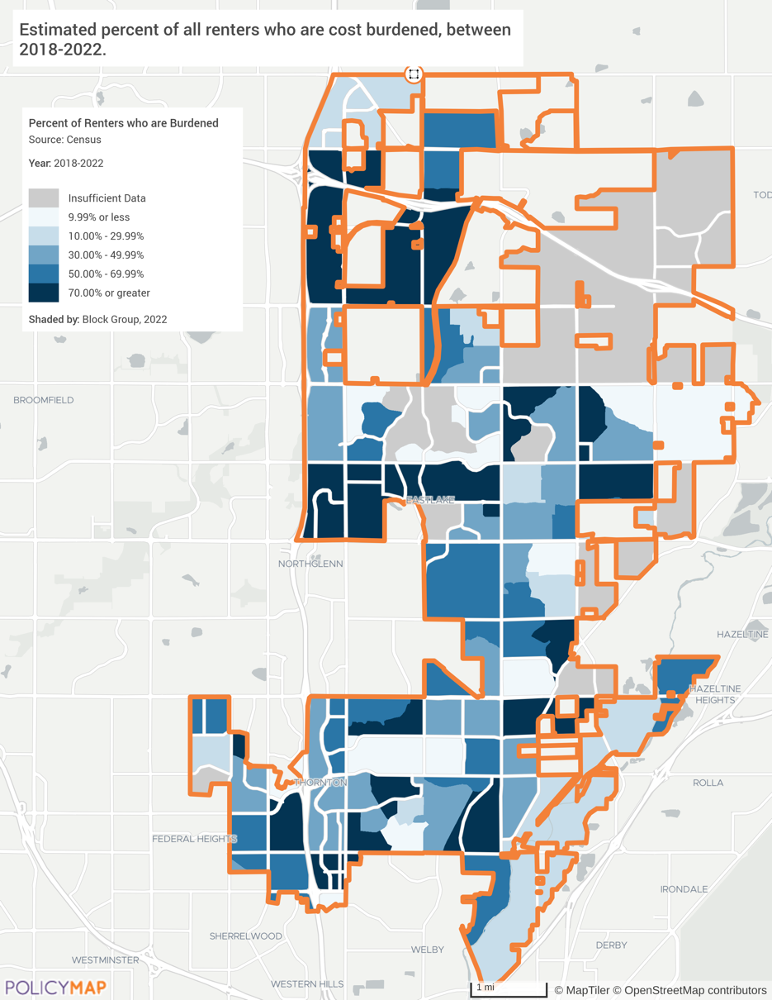 Estimated percent of all renters who are cost burdened, between
2018-2022.
Percent of Renters who are Burdened
Source: Census
Year: 2018-2022
Insufficient Data
9.99% or less
10.00% - 29.99%
30.00% - 49.99%
50.00% - 69.99%
70.00% or greater
Shaded by: Block Group, 2022
TOD
BROOMFIELD
EASTLAKE
NORTHGLENN
HAZELTINE
HAZELTINE
HEIGHTS
THORNTON
ROLLA
FEDERAL HEIGHTS
IRONDALE
SHERRELWOOD
DERBY
WELBY
WESTMINSTER
WESTERN HILLS
POLICYMAP
1 mi
© MapTiler © OpenStreetMap contributors